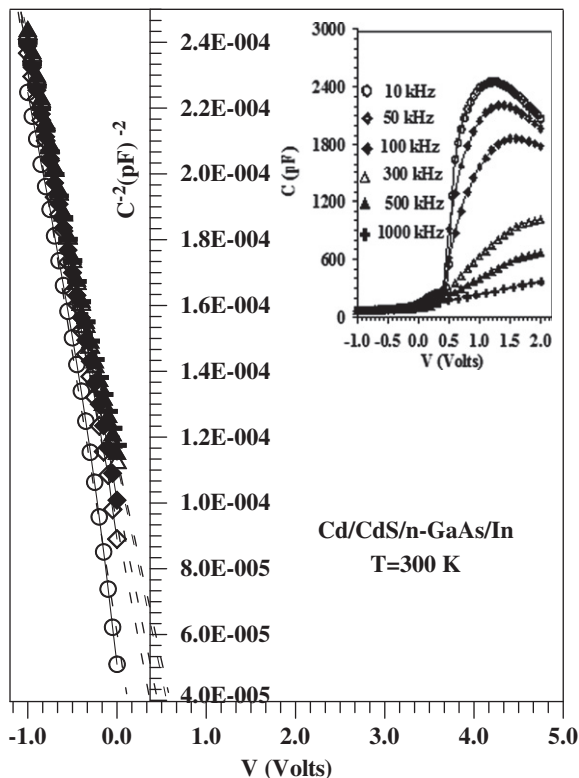 2.4E-004
2.2E-004
2.0E-004
1.8E-004
1.6E-004
1.4E-004
1.2E-004
1.0E-004
8.0E-005
6.0E-005
4.0E-005
C-2(pF) -2
-1.0 0.0 1.0 2.0 3.0 4.0 5.0
V (Volts)
3000
2400
1800
1200
600
0
C (pF)
10 kHz
50 kHz
100 kHz
300 kHz
500 kHz
1000 kHz
-1.0 -0.5 0.0 0.5 1.0 1.5 2.0
V (Volts)
Cd/CdS/n-GaAs/In
T=300 K